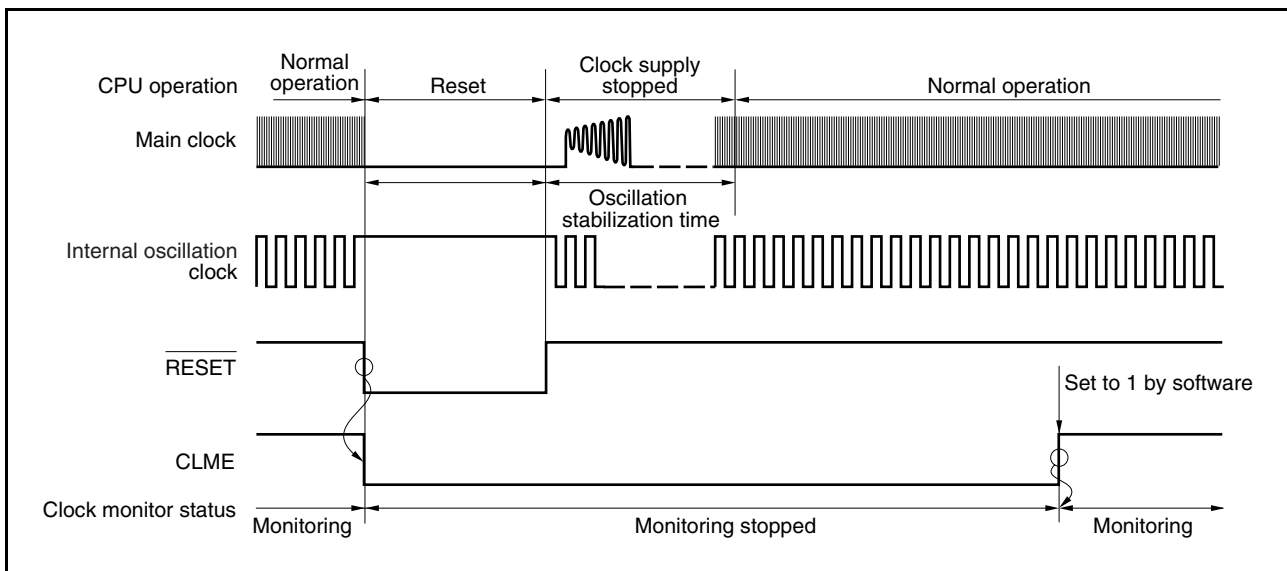 Normal
operation
Clock supply
stopped
CPU operation
Reset
Normal operation
Main clock
Oscillation
stabilization time
Internal oscillation
clock
RESET
Set to 1 by software
CLME
Clock monitor status
Monitoring
Monitoring stopped
Monitoring